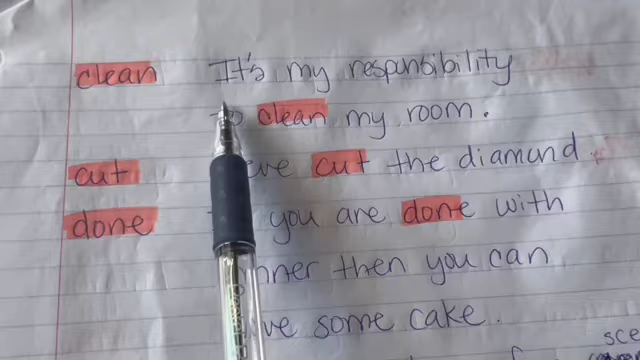 clean It's my responsibility
to clean my room.
cut ve cut the diamond
done you are done with
nner then you can
ve some cake.
sce